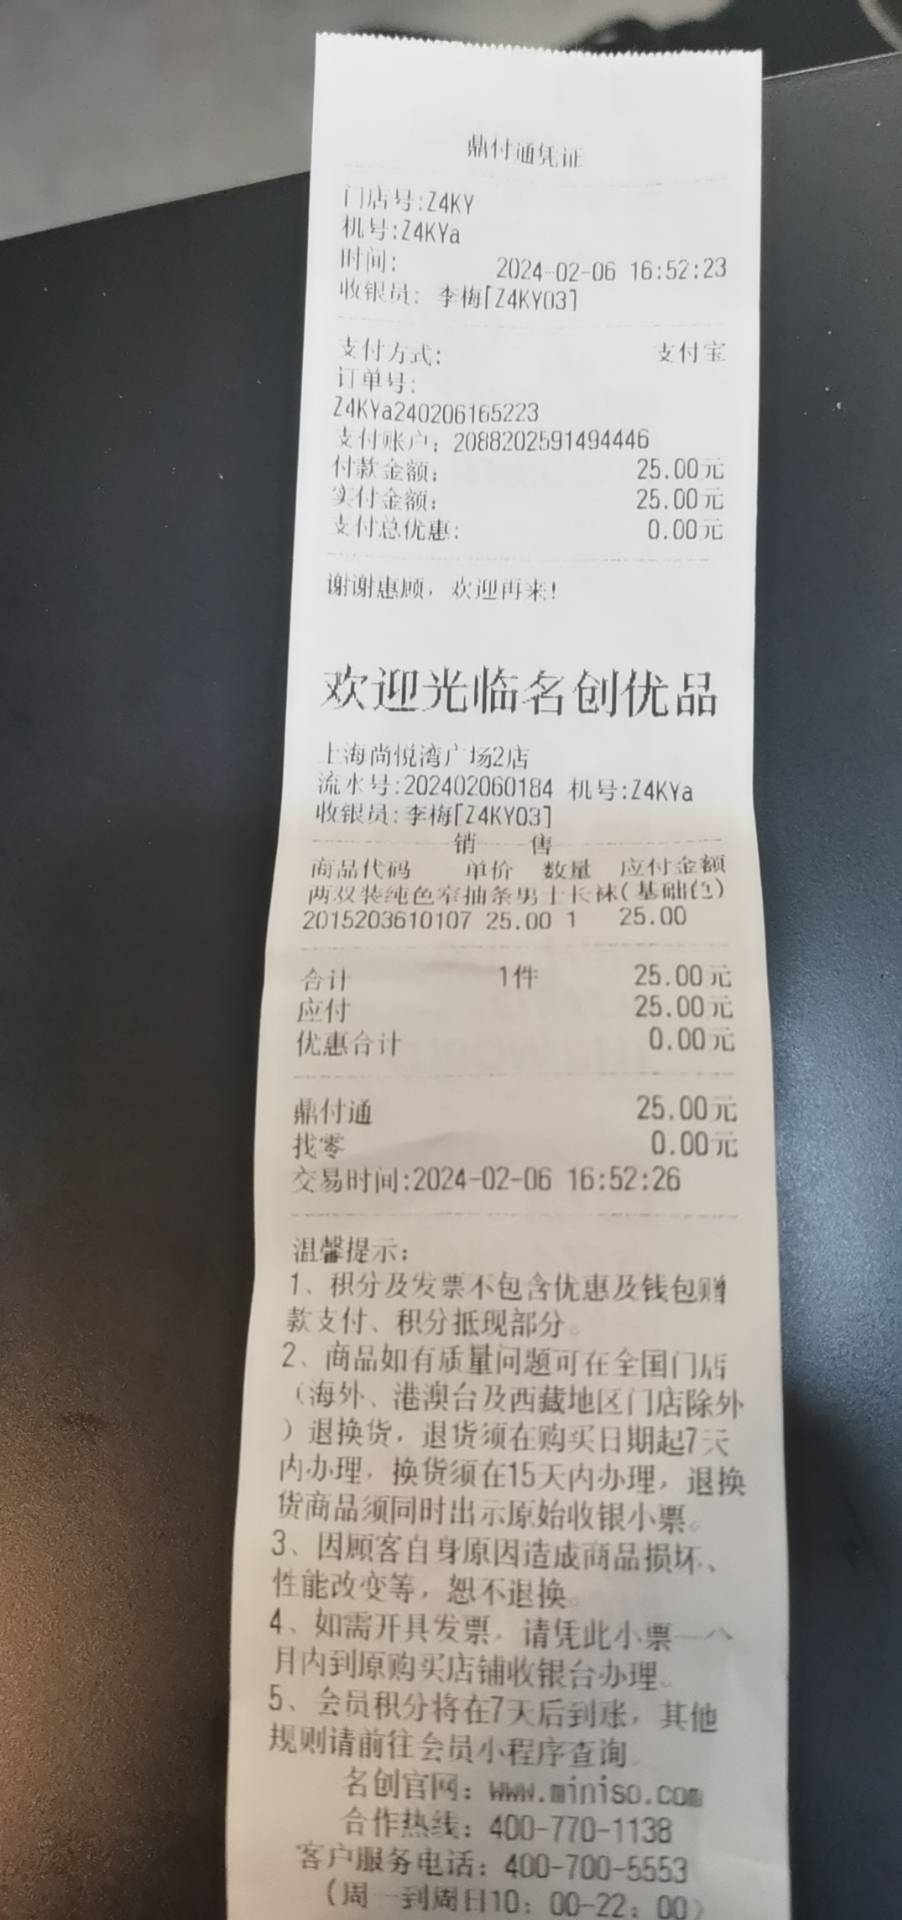 鼎付通凭证
门店号:Z4KY
机号:Z4KYa
时间: 2024-02-06 16:52:23
收银员: 李梅[Z4KY03]
支付方式: 支付宝
订单号:
Z4KYa240206165223
支付账户: 2088202591494446
付款金额: 25.00元
实付金额: 25.00元
支付总优惠: 0.00元
谢谢惠顾，欢迎再来!
欢迎光临名创优品
上海尚悦湾广场2店
流水号:202402060184 机号:Z4KYa
收银员:李梅[Z4KY03]
销 售
商品代码 单价 数量 应付金额
两双装纯色窄抽条男士长袜(基础色)
2015203610107 25.00 1 25.00
合计 1件 25.00元
应付 25.00元
优惠合计 0.00元
鼎付通 25.00元
找零 0.00元
交易时间:2024-02-06 16:52:26
温馨提示:
1、积分及发票不包含优惠及钱包赠
款支付、积分抵现部分。
2、商品如有质量问题可在全国门店
（海外、港澳台及西藏地区门店除外
）退换货，退货须在购买日期起7天
内办理，换货须在15天内办理，退换
货商品须同时出示原始收银小票。
3、因顾客自身原因造成商品损坏、
性能改变等，恕不退换。
4、如需开具发票，请凭此小票一个
月内到原购买店铺收银台办理。
5、会员积分将在7天后到账，其他
规则请前往会员小程序查询。
名创官网：www.miniso.com
合作热线：400-770-1138
客户服务电话：400-700-5553
（周一到周日10：00-22：00）